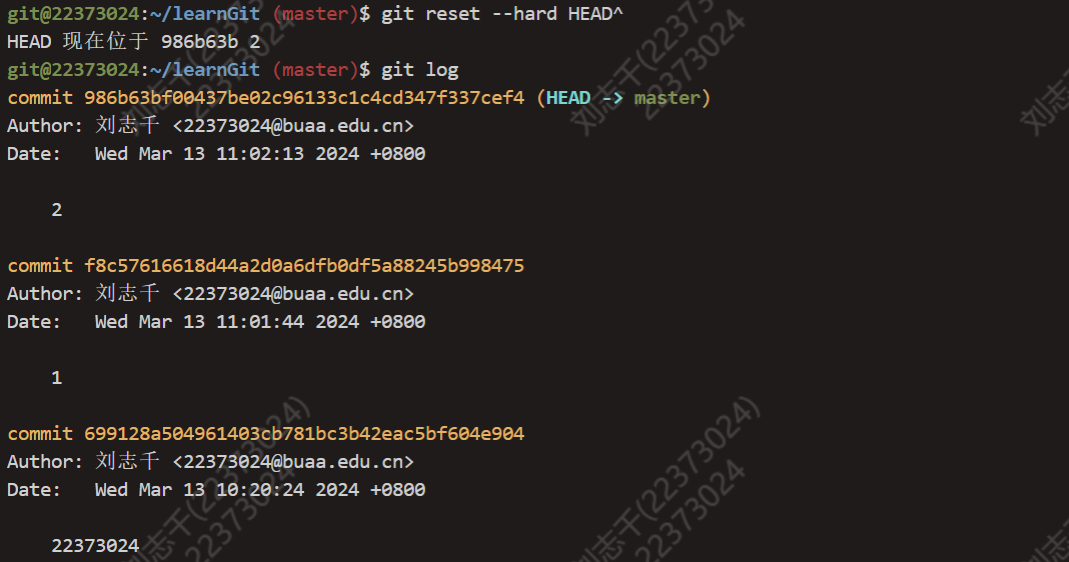 git@22373024:~/learnGit (master)$ git reset --hard HEAD^
HEAD 现在位于 986b63b 2
git@22373024:~/learnGit (master)$ git log
commit 986b63bf00437be02c96133c1c4cd347f337cef4 (HEAD -> master)
Author: 刘志千 <22373024@buaa.edu.cn>
Date:   Wed Mar 13 11:02:13 2024 +0800
    2
commit f8c57616618d44a2d0a6dfb0df5a88245b998475
Author: 刘志千 <22373024@buaa.edu.cn>
Date:   Wed Mar 13 11:01:44 2024 +0800
    1
commit 699128a504961403cb781bc3b42eac5bf604e904
Author: 刘志千 <22373024@buaa.edu.cn>
Date:   Wed Mar 13 10:20:24 2024 +0800
    22373024
刘志千(22373024)
22373024
刘志千(22373024)
22373024
刘志千(22373024)
22373024
刘志千(22373024)
22373024